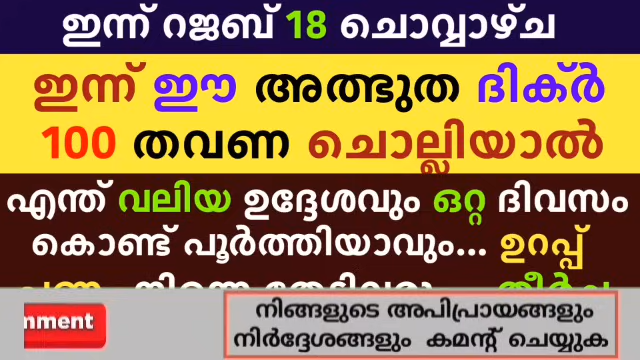 ഇന്ന് റജബ് 18 ചൊവ്വാഴ്ച
ഇന്ന് ഈ അത്ഭുത ദിക്ർ
100 തവണ ചൊല്ലിയാൽ
എന്ത് വലിയ ഉദ്ദേശവും ഒറ്റ ദിവസം
കൊണ്ട് പൂർത്തിയാവും... ഉറപ്പ്
നിങ്ങളുടെ അപിപ്രായങ്ങളും
mment നിർദ്ദേശങ്ങളും കമന്റ് ചെയ്യുക